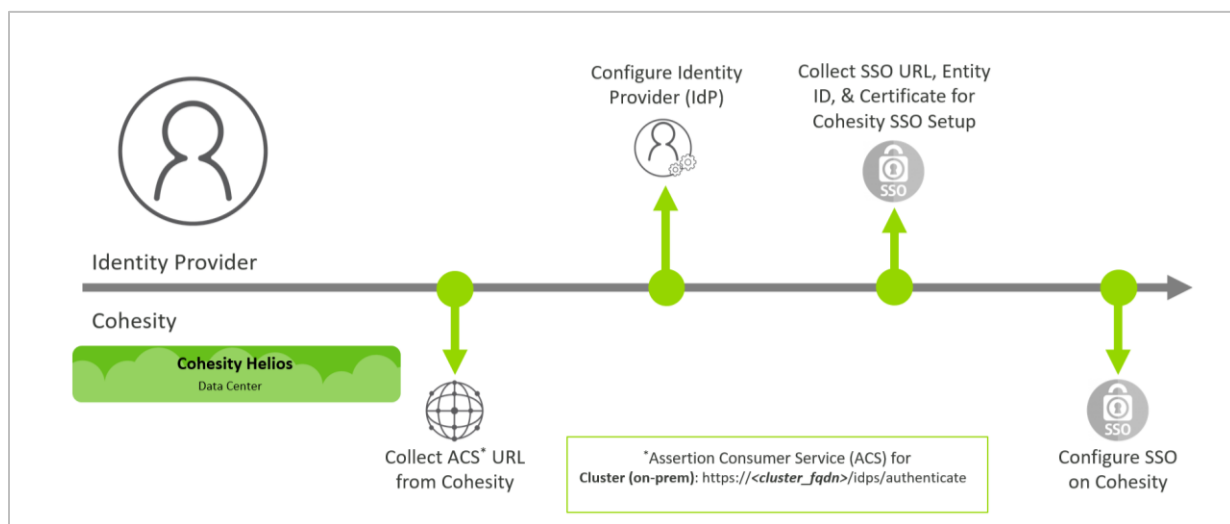 Configure Identity
Provider (IdP)
Collect SSO URL, Entity
ID, & Certificate for
Cohesity SSO Setup
SSO
Identity Provider
Cohesity
Cohesity Helios
Data Center
Collect ACS* URL
from Cohesity
*Assertion Consumer Service (ACS) for
Cluster (on-prem): https://<cluster_fqdn>/idps/authenticate
SSO
Configure SSO
on Cohesity